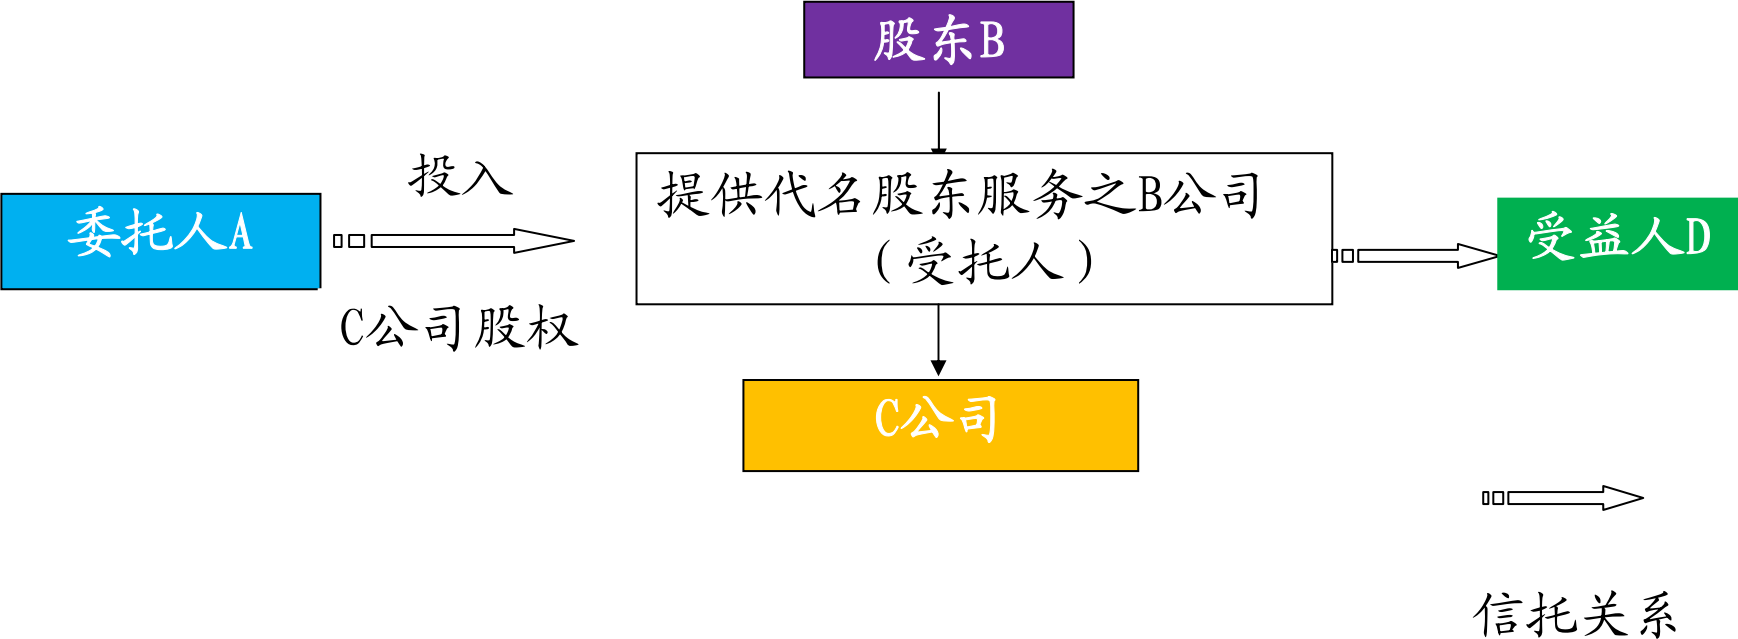 股东B
投入
委托人A
提供代名股东服务之B公司
（受托人）
受益人D
C公司股权
C公司
信托关系